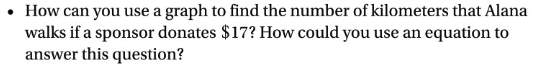 • How can you use a graph to find the number of kilometers that Alana
walks if a sponsor donates $17? How could you use an equation to
answer this question?